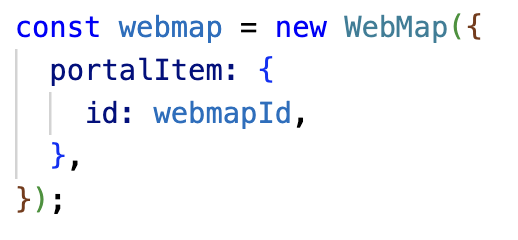 const webmap = new WebMap({
  portalItem: {
    id: webmapId,
  },
});